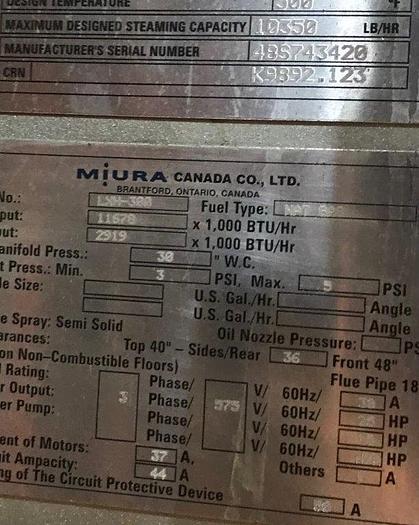 DESIGN TEMPERATURE 500 °F
MAXIMUM DESIGNED STEAMING CAPACITY 10350 LB/HR
MANUFACTURER'S SERIAL NUMBER 48S743420
CRN K9892.123
MIURA CANADA CO., LTD.
BRANTFORD, ONTARIO, CANADA
No.: LXW-300 Fuel Type: NAT
put: 11678 x 1,000 BTU/Hr
ut: 2919 x 1,000 BTU/Hr
anifold Press.: 30 " W.C.
t Press.: Min. 3 PSI, Max. 5 PSI
le Size: U.S. Gal./Hr. Angle
U.S. Gal./Hr. Angle
e Spray: Semi Solid Oil Nozzle Pressure: PS
arances: Top 40" – Sides/Rear 36 Front 48"
on Non–Combustible Floors) Flue Pipe 18
l Rating: Phase/ V/ 60Hz/ A
r Output: 3 Phase/ 575 V/ 60Hz/ HP
er Pump: Phase/ V/ 60Hz/ HP
Phase/ V/ 60Hz/ HP
ent of Motors: 37 A, Others A
it Ampacity: 44 A
ng of The Circuit Protective Device A